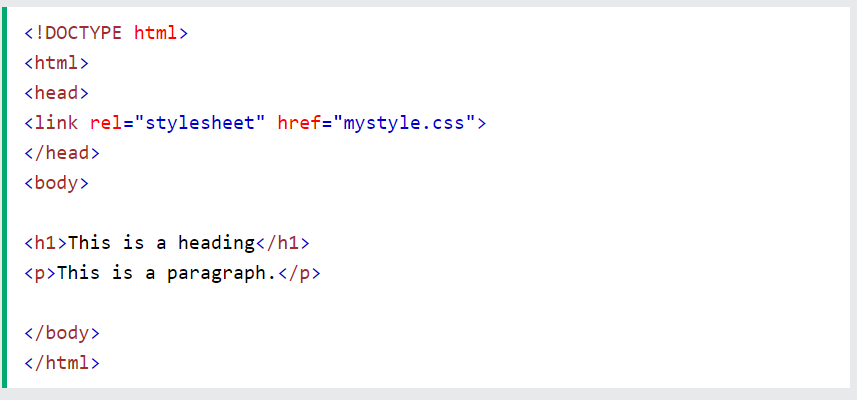 <!DOCTYPE html>
<html>
<head>
<link rel="stylesheet" href="mystyle.css">
</head>
<body>

<h1>This is a heading</h1>
<p>This is a paragraph.</p>

</body>
</html>